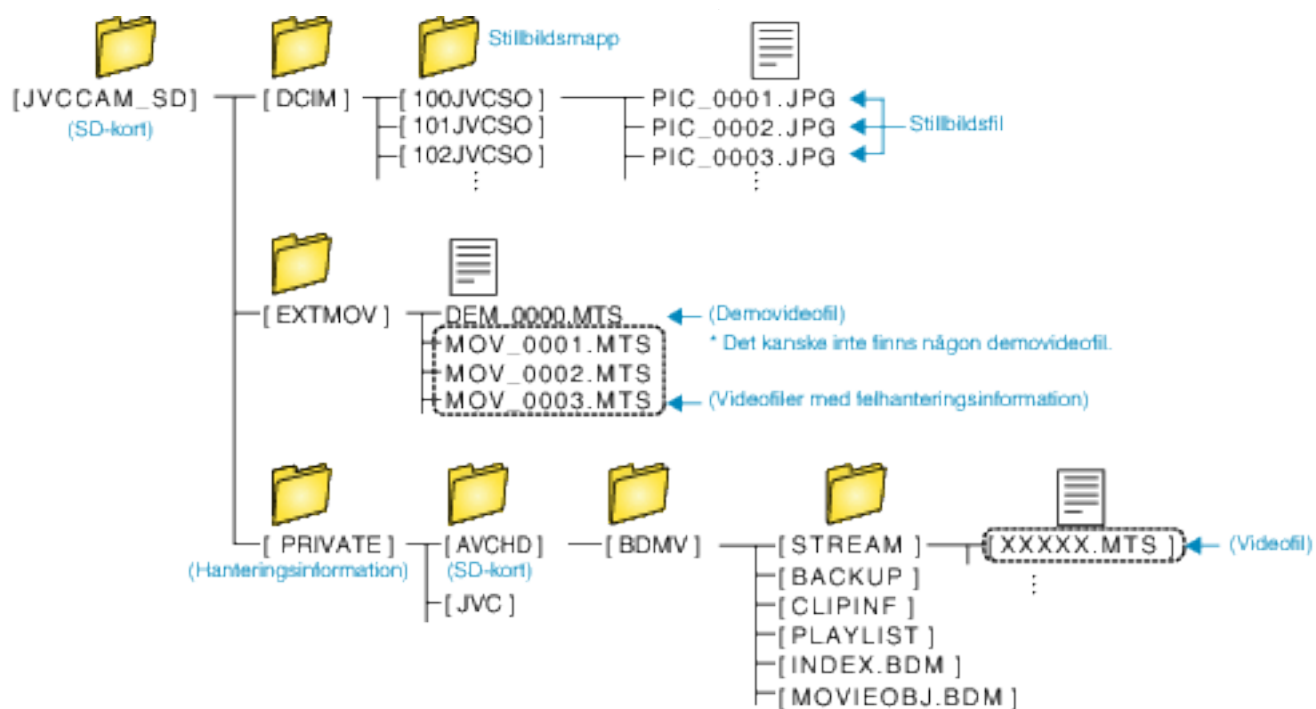 Stillbildsmapp
[JVCCAM_SD] [DCIM] [100JVCSO] PIC_0001.JPG
(SD-kort) [101JVCSO] PIC_0002.JPG Stillbildsfil
[102JVCSO] PIC_0003.JPG
[EXTMOV] DEM_0000.MTS (Demovideofil)
MOV_0001.MTS * Det kanske inte finns någon demovideofil.
MOV_0002.MTS
MOV_0003.MTS (Videofiler med felhanteringsinformation)
[PRIVATE] [AVCHD] [BDMV] [STREAM] [XXXXX.MTS] (Videofil)
(Hanteringsinformation) (SD-kort) [BACKUP]
[JVC] [CLIPINF]
[PLAYLIST]
[INDEX.BDM]
[MOVIEOBJ.BDM]